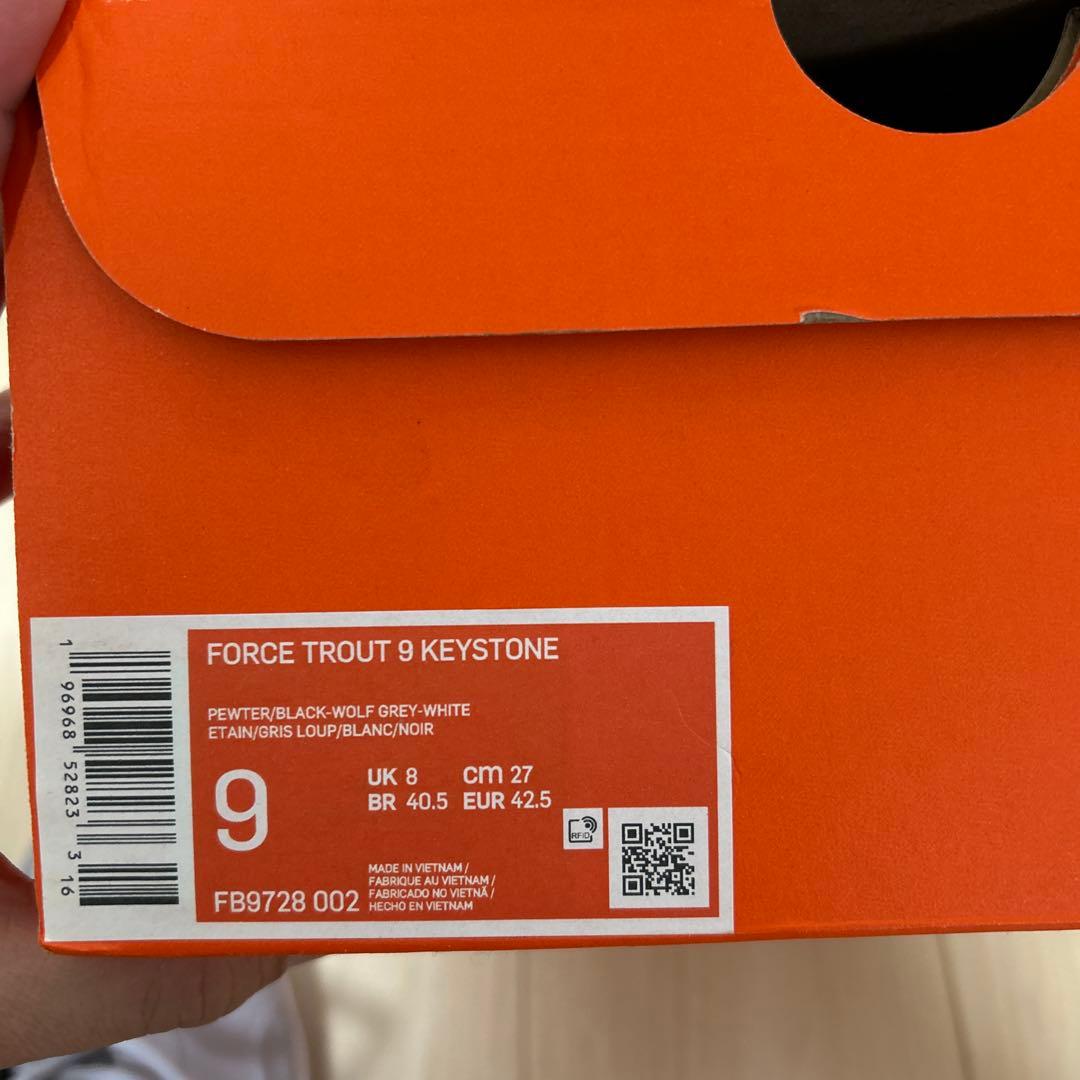 FORCE TROUT 9 KEYSTONE
PEWTER/BLACK-WOLF GREY-WHITE
ETAIN/GRIS LOUP/BLANC/NOIR
9
UK 8 cm 27
BR 40.5 EUR 42.5
RFID
FB9728 002
MADE IN VIETNAM /
FABRIQUE AU VIETNAM /
FABRICADO NO VIETNÃ /
HECHO EN VIETNAM
1 96968 52823 3 16